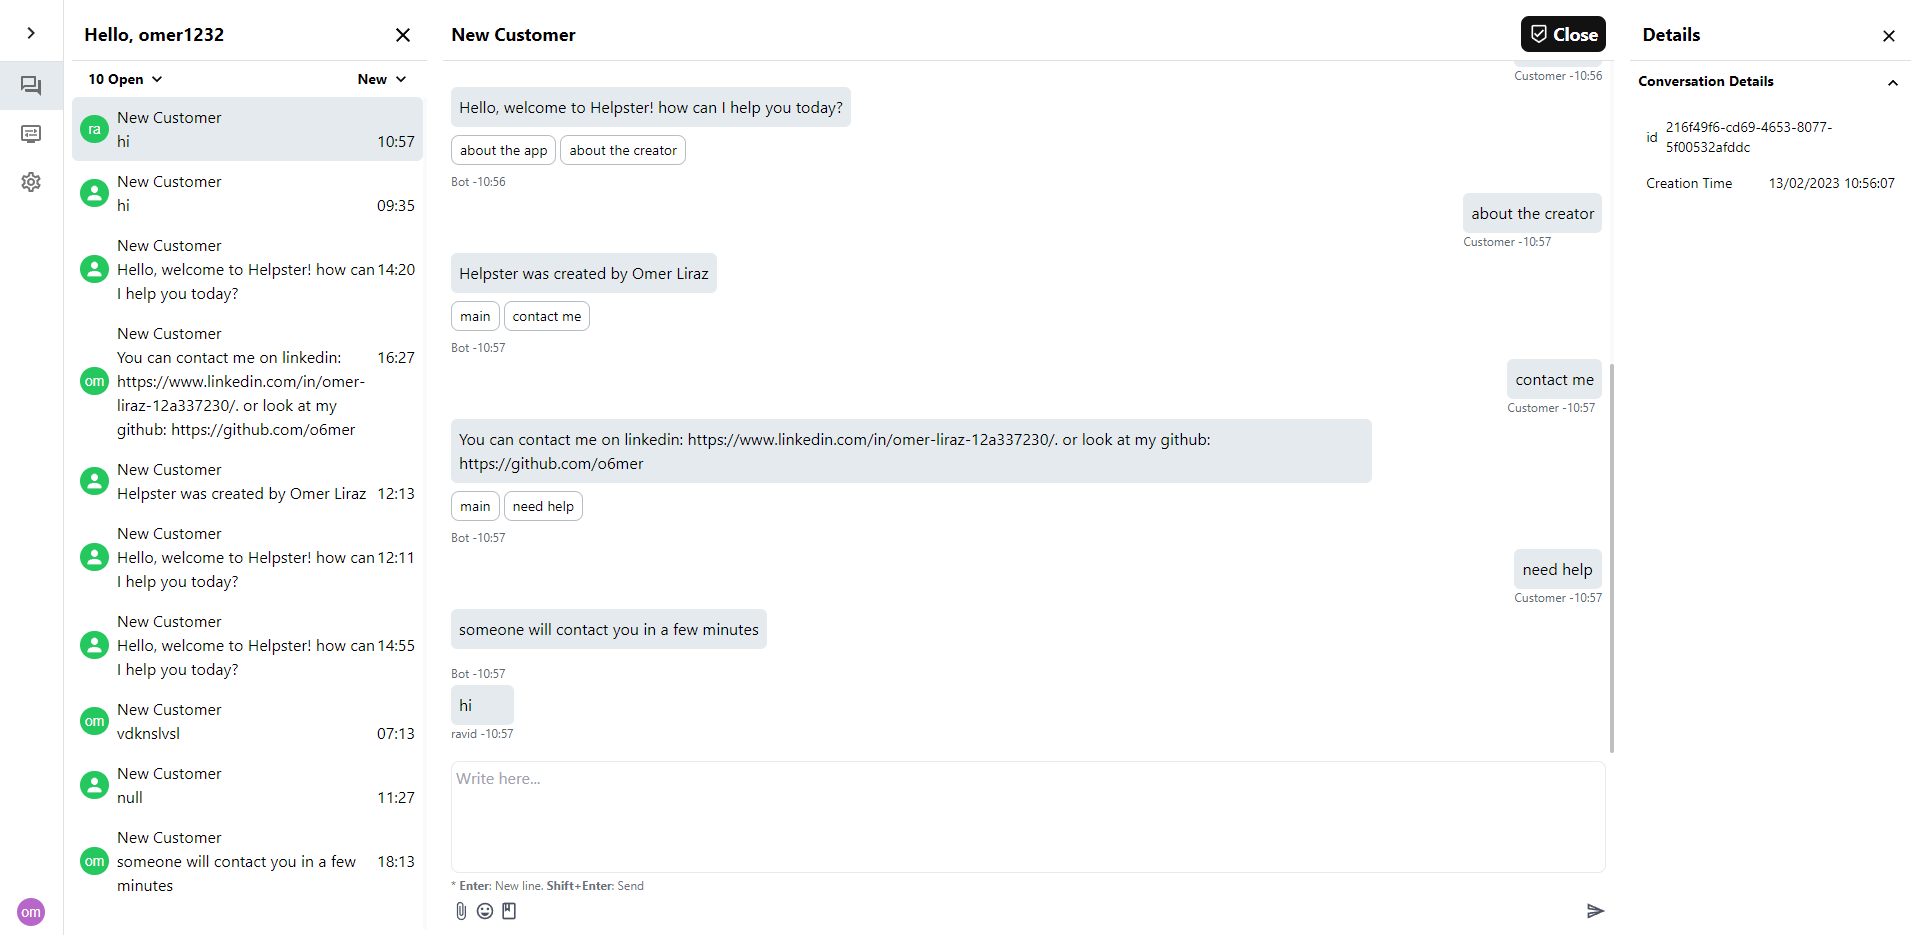 Hello, omer1232
10 Open
New
ra
New Customer
hi
10:57
New Customer
hi
09:35
New Customer
Hello, welcome to Helpster! how can 14:20
I help you today?
New Customer
You can contact me on linkedin: 16:27
https://www.linkedin.com/in/omer-
om
liraz-12a337230/. or look at my
github: https://github.com/o6mer
New Customer
Helpster was created by Omer Liraz 12:13
New Customer
Hello, welcome to Helpster! how can 12:11
I help you today?
New Customer
Hello, welcome to Helpster! how can 14:55
I help you today?
om
New Customer
vdknslvsl
07:13
New Customer
null
11:27
New Customer
om
someone will contact you in a few 18:13
minutes
om
New Customer
Close
Customer -10:56
Hello, welcome to Helpster! how can I help you today?
about the app
about the creator
Bot -10:56
about the creator
Customer -10:57
Helpster was created by Omer Liraz
main
contact me
Bot -10:57
contact me
Customer -10:57
You can contact me on linkedin: https://www.linkedin.com/in/omer-liraz-12a337230/. or look at my github:
https://github.com/o6mer
main
need help
Bot -10:57
need help
Customer -10:57
someone will contact you in a few minutes
Bot -10:57
hi
ravid -10:57
Write here...
* Enter: New line. Shift+Enter: Send
Details
Conversation Details
id
216f49f6-cd69-4653-8077-
5f00532afddc
Creation Time
13/02/2023 10:56:07